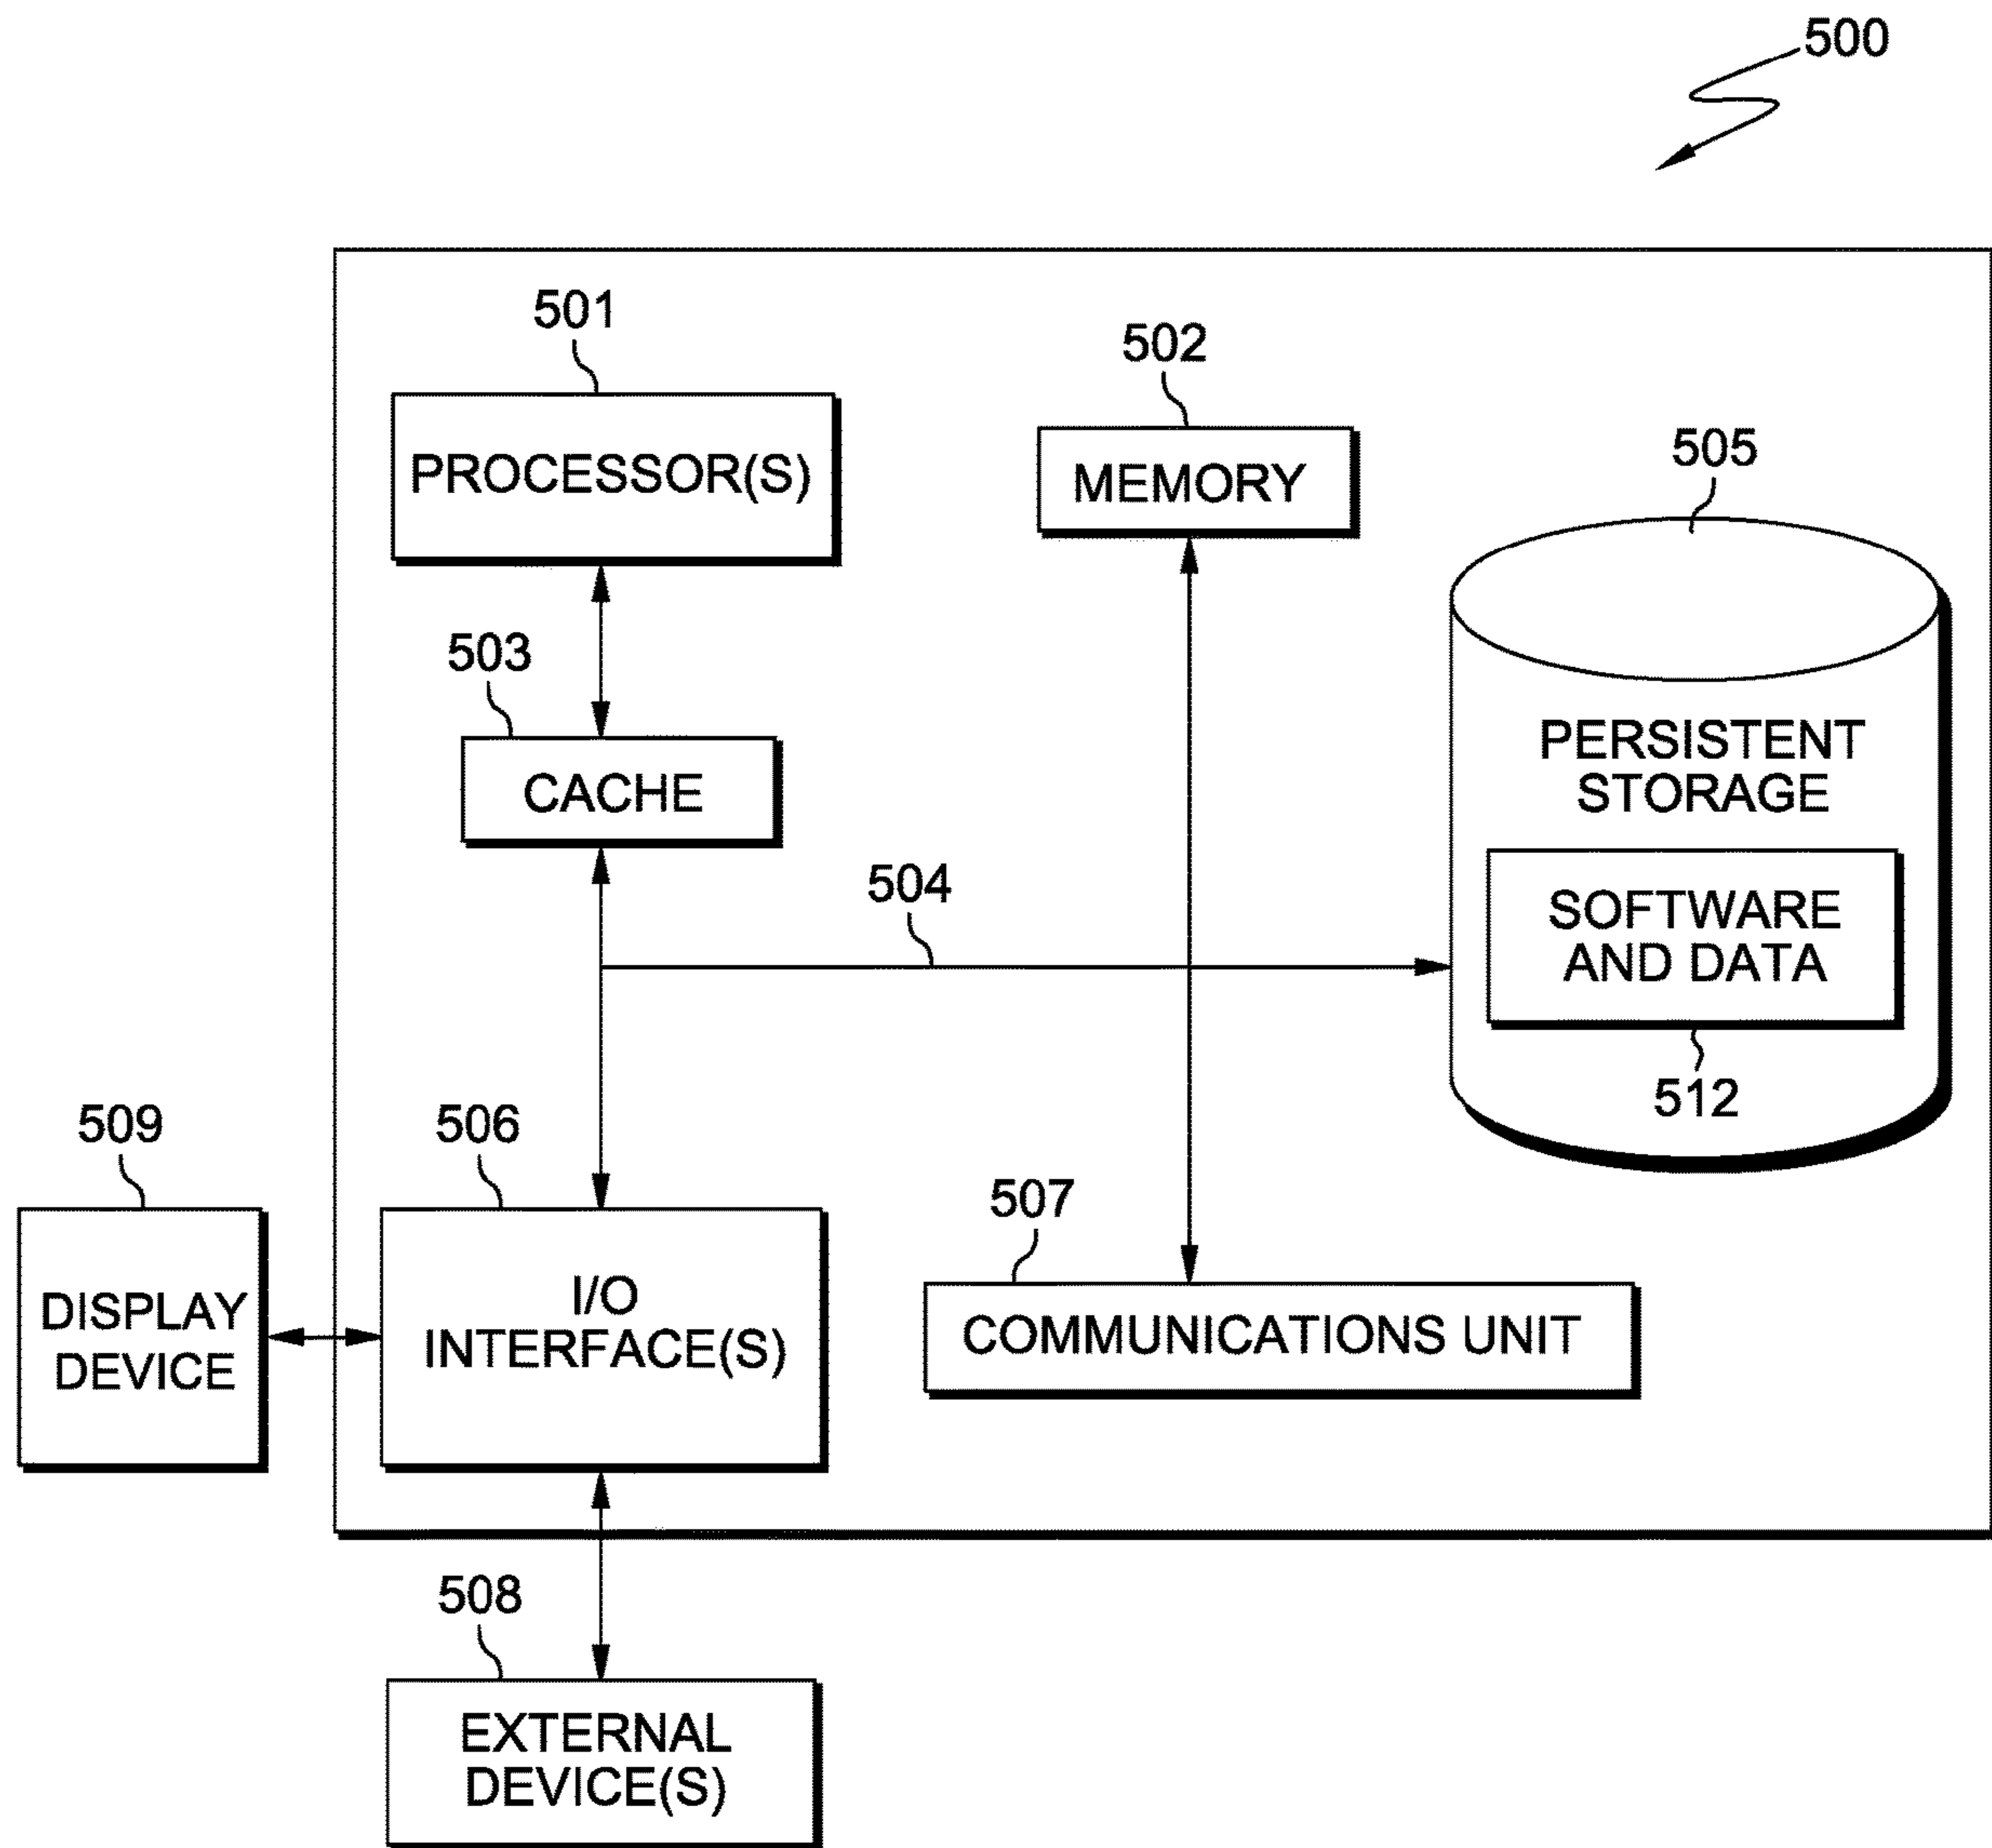 500
501
PROCESSOR(S)
502
MEMORY
505
503
CACHE
PERSISTENT
STORAGE
504
SOFTWARE
AND DATA
512
509
DISPLAY
DEVICE
506
I/O
INTERFACE(S)
507
COMMUNICATIONS UNIT
508
EXTERNAL
DEVICE(S)